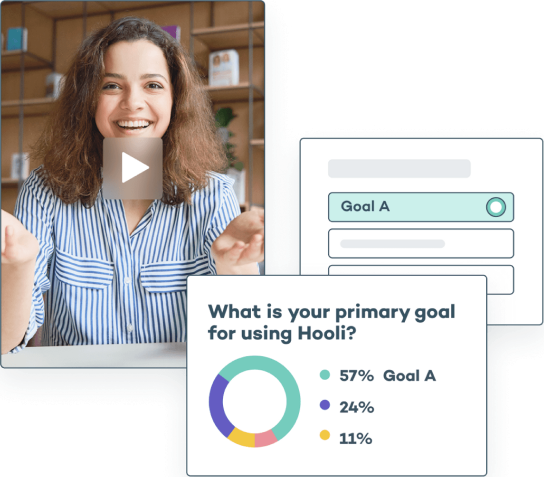 Goal A
What is your primary goal
for using Hooli?
57% Goal A
24%
11%